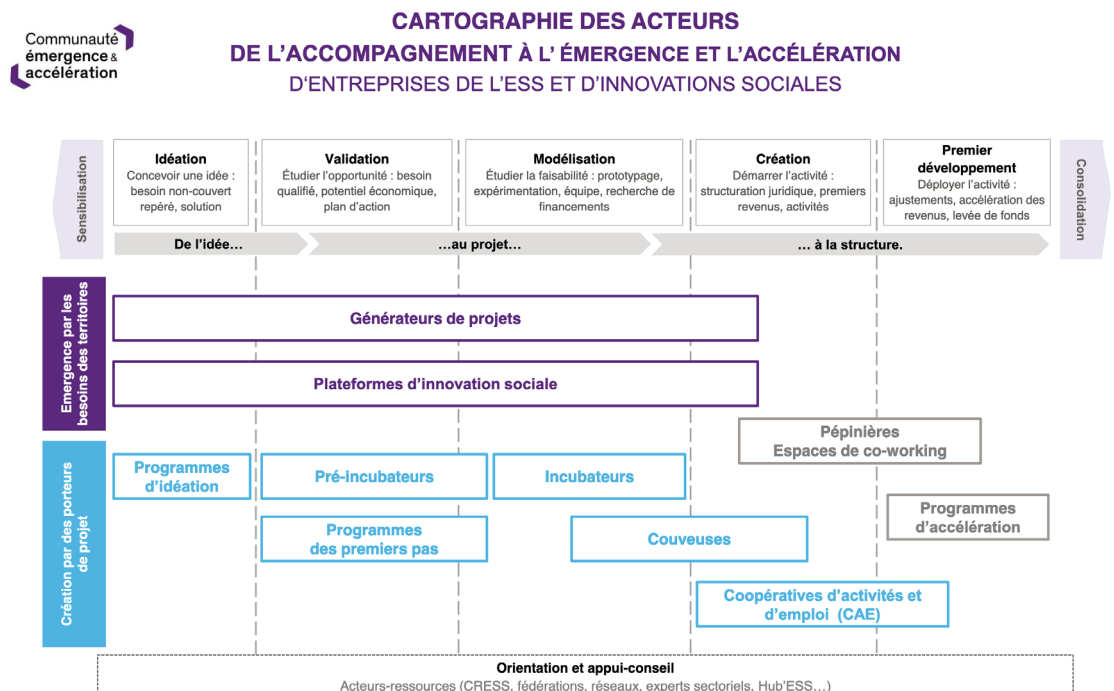 CARTOGRAPHIE DES ACTEURS
DE L'ACCOMPAGNEMENT À L' ÉMERGENCE ET L'ACCÉLÉRATION
D'ENTREPRISES DE L'ESS ET D'INNOVATIONS SOCIALES
Communauté
émergence &
accélération
Sensibilisation
Idéation
Concevoir une idée :
besoin non-couvert
repéré, solution
Validation
Étudier l'opportunité : besoin
qualifié, potentiel économique,
plan d'action
Modélisation
Étudier la faisabilité : prototypage,
expérimentation, équipe, recherche de
financements
Création
Démarrer l'activité :
structuration juridique, premiers
revenus, activités
Premier
développement
Déployer l'activité :
ajustements, accélération des
revenus, levée de fonds
Consolidation
De l'idée…
…au projet…
… à la structure.
Emergence par les
besoins des territoires
Générateurs de projets
Plateformes d'innovation sociale
Pépinières
Espaces de co-working
Création par des porteurs
de projet
Programmes
d'idéation
Pré-incubateurs
Incubateurs
Programmes
d'accélération
Programmes
des premiers pas
Couveuses
Coopératives d'activités et
d'emploi (CAE)
Orientation et appui-conseil
Acteurs-ressources (CRESS, fédérations, réseaux, experts sectoriels, Hub'ESS…)